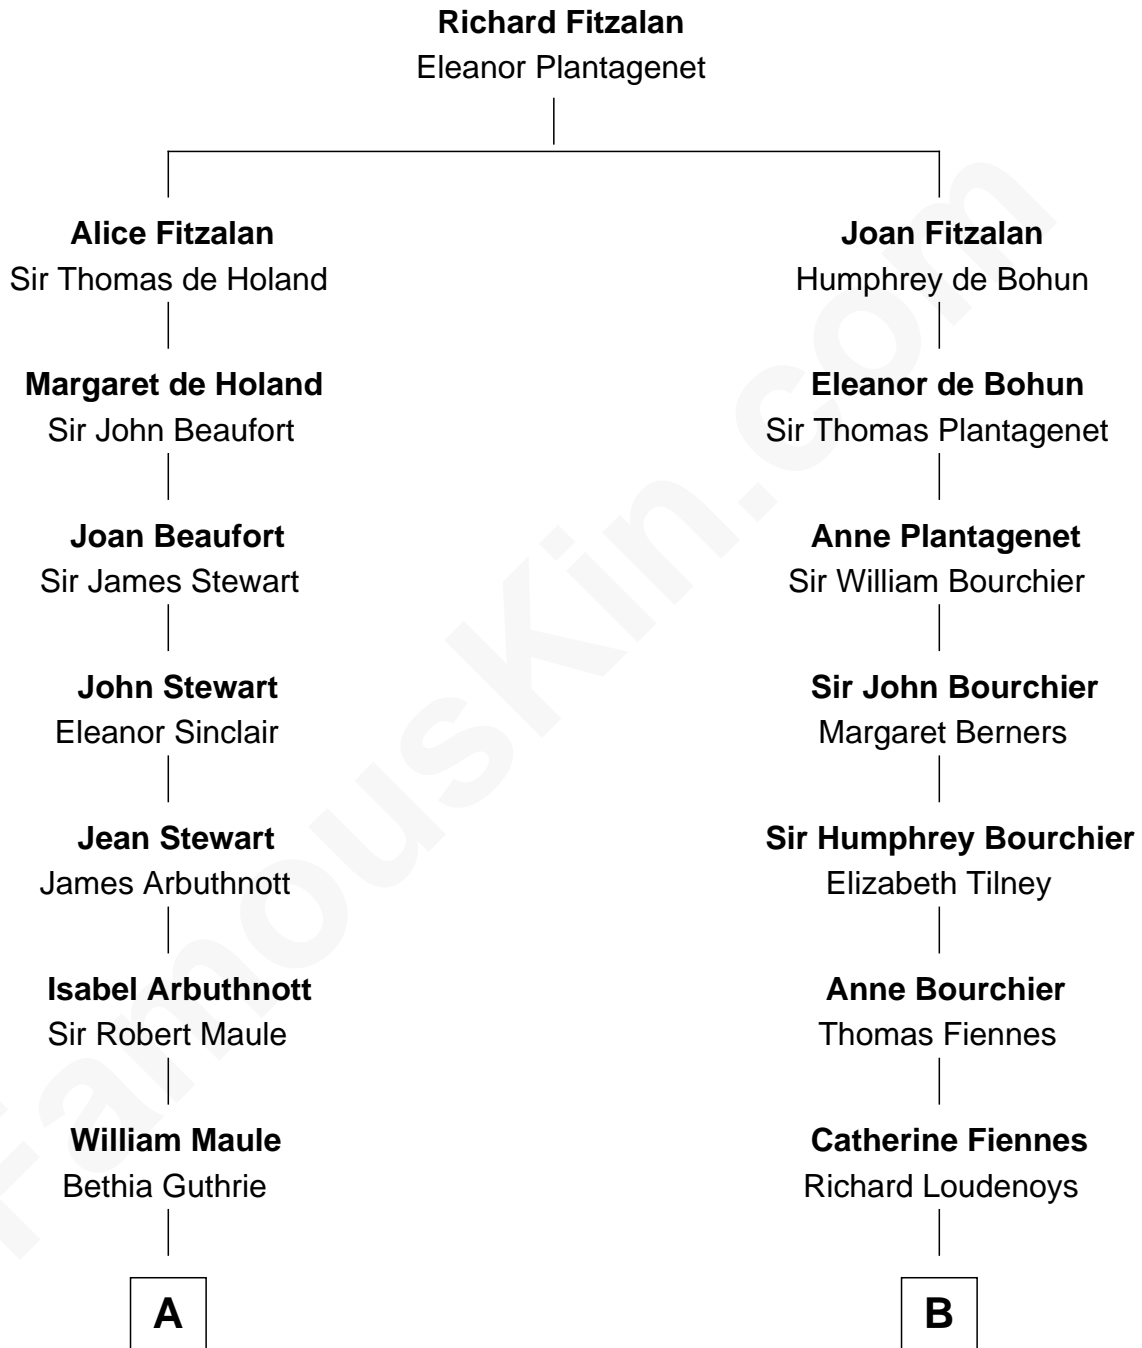 Richard Fitzalan
Eleanor Plantagenet
Alice Fitzalan
Sir Thomas de Holand
Joan Fitzalan
Humphrey de Bohun
Margaret de Holand
Sir John Beaufort
Eleanor de Bohun
Sir Thomas Plantagenet
Joan Beaufort
Sir James Stewart
Anne Plantagenet
Sir William Bourchier
John Stewart
Eleanor Sinclair
Sir John Bourchier
Margaret Berners
Jean Stewart
James Arbuthnott
Sir Humphrey Bourchier
Elizabeth Tilney
Isabel Arbuthnott
Sir Robert Maule
Anne Bourchier
Thomas Fiennes
William Maule
Bethia Guthrie
Catherine Fiennes
Richard Loudenoys
A
B
FamousKin.com